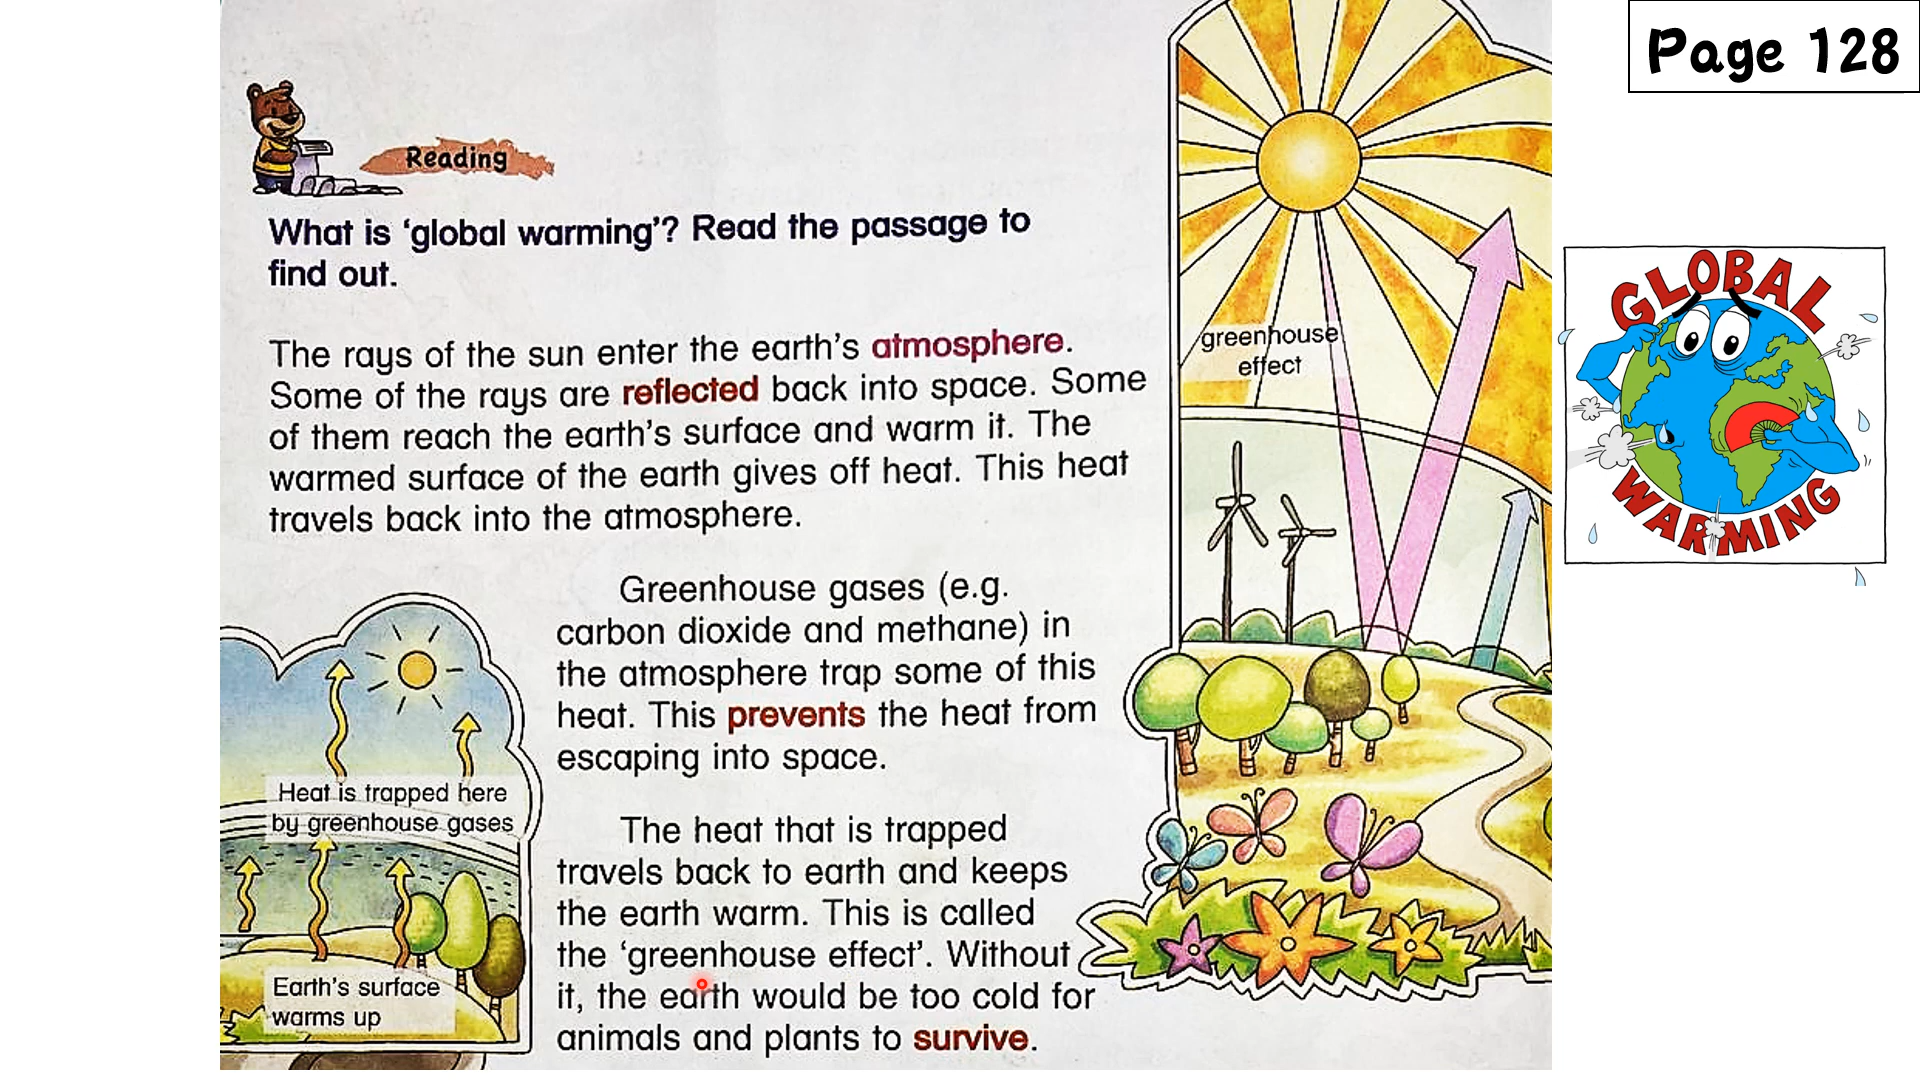 Page 128
Reading
What is ‘global warming’? Read the passage to
find out.
The rays of the sun enter the earth’s atmosphere.
Some of the rays are reflected back into space. Some
of them reach the earth’s surface and warm it. The
warmed surface of the earth gives off heat. This heat
travels back into the atmosphere.
Greenhouse gases (e.g.
carbon dioxide and methane) in
the atmosphere trap some of this
heat. This prevents the heat from
escaping into space.
The heat that is trapped
travels back to earth and keeps
the earth warm. This is called
the ‘greenhouse effect’. Without
it, the earth would be too cold for
animals and plants to survive.
Heat is trapped here
by greenhouse gases
Earth’s surface
warms up
greenhouse
effect
GLOBAL
WARMING